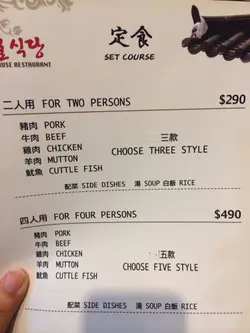 식당 定食
USE RESTAURANT SET COURSE
二人用 FOR TWO PERSONS $290
豬肉 PORK
牛肉 BEEF
雞肉 CHICKEN 三款
羊肉 MUTTON CHOOSE THREE STYLE
魷魚 CUTTLE FISH
配菜 SIDE DISHES 湯 SOUP 白飯 RICE
四人用 FOR FOUR PERSONS $490
豬肉 PORK
牛肉 BEEF
雞肉 CHICKEN 五款
羊肉 MUTTON CHOOSE FIVE STYLE
魷魚 CUTTLE FISH
配菜 SIDE DISHES 湯 SOUP 白飯 RICE